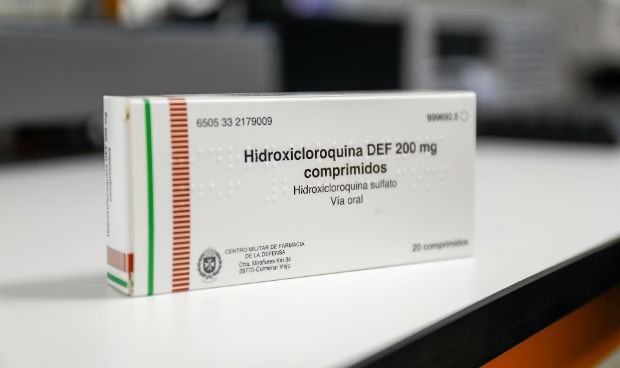 6505 33 2179009
999692.5
Hidroxicloroquina DEF 200 mg
comprimidos
Hidroxicloroquina sulfato
Via oral
CENTRO MILITAR DE FARMACIA
DE LA DEFENSA
Ctra. Miraflores Km 34
28770-Colmenar Viejo
20 comprimidos